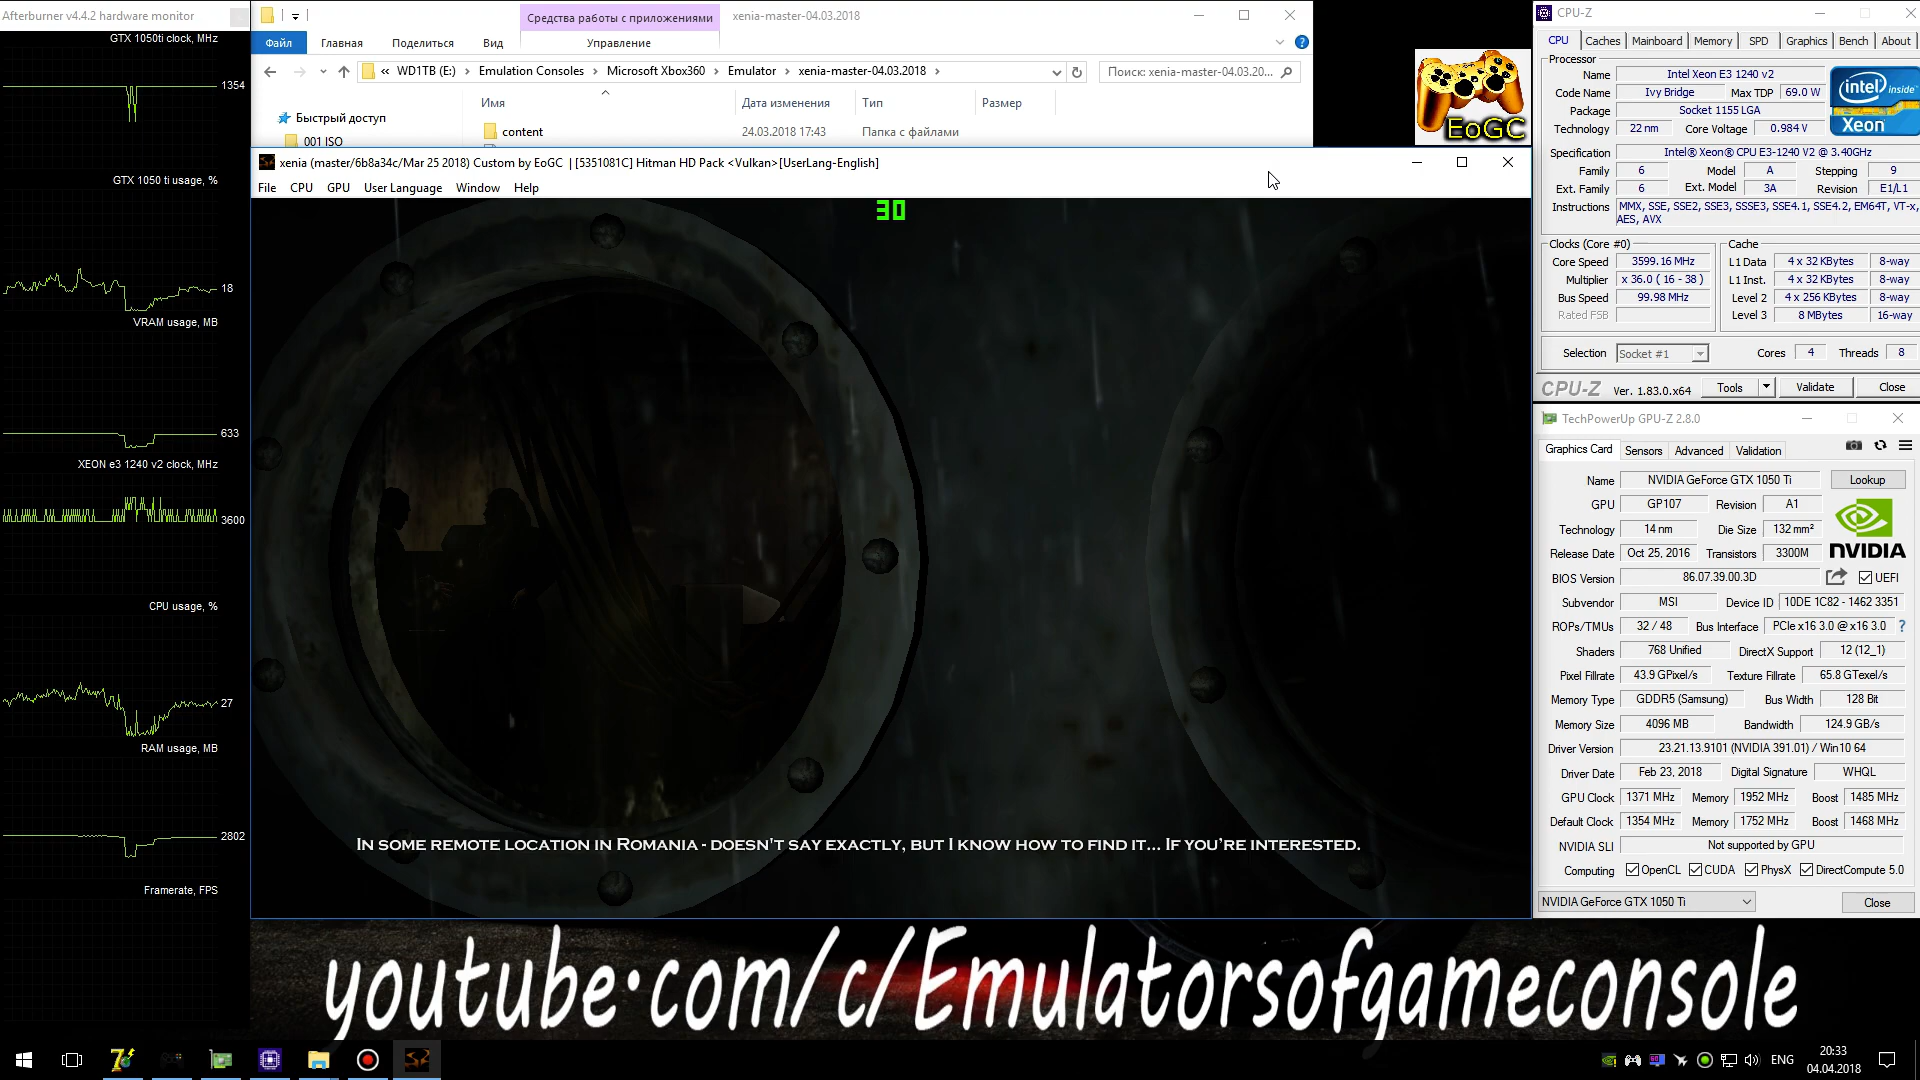 Afterburner v4.4.2 hardware monitor
GTX 1050ti clock, MHz
1354
GTX 1050 ti usage, %
18
VRAM usage, MB
633
XEON e3 1240 v2 clock, MHz
3600
CPU usage, %
27
RAM usage, MB
2802
Framerate, FPS
Средства работы с приложениями
xenia-master-04.03.2018
Файл Главная Поделиться Вид Управление
« WD1TB (E:) Emulation Consoles Microsoft Xbox360 Emulator xenia-master-04.03.2018
Поиск: xenia-master-04.03.20...
Имя Дата изменения Тип Размер
Быстрый доступ
001 ISO
content 24.03.2018 17:43 Папка с файлами
EoGC
xenia (master/6b8a34c/Mar 25 2018) Custom by EoGC | [5351081C] Hitman HD Pack <Vulkan>[UserLang-English]
File CPU GPU User Language Window Help
30
In some remote location in Romania - doesn't say exactly, but I know how to find it... If you're interested.
CPU-Z
CPU Caches Mainboard Memory SPD Graphics Bench About
Processor
Name Intel Xeon E3 1240 v2
Code Name Ivy Bridge Max TDP 69.0 W
Package Socket 1155 LGA
Technology 22 nm Core Voltage 0.984 V
intel inside
Xeon
Specification Intel® Xeon® CPU E3-1240 V2 @ 3.40GHz
Family 6 Model A Stepping 9
Ext. Family 6 Ext. Model 3A Revision E1/L1
Instructions MMX, SSE, SSE2, SSE3, SSSE3, SSE4.1, SSE4.2, EM64T, VT-x,
AES, AVX
Clocks (Core #0) Cache
Core Speed 3599.16 MHz L1 Data 4 x 32 KBytes 8-way
Multiplier x 36.0 ( 16 - 38 ) L1 Inst. 4 x 32 KBytes 8-way
Bus Speed 99.98 MHz Level 2 4 x 256 KBytes 8-way
Rated FSB Level 3 8 MBytes 16-way
Selection Socket #1 Cores 4 Threads 8
CPU-Z Ver. 1.83.0.x64 Tools Validate Close
TechPowerUp GPU-Z 2.8.0
Graphics Card Sensors Advanced Validation
Name NVIDIA GeForce GTX 1050 Ti Lookup
GPU GP107 Revision A1
Technology 14 nm Die Size 132 mm²
Release Date Oct 25, 2016 Transistors 3300M
NVIDIA
BIOS Version 86.07.39.00.3D UEFI
Subvendor MSI Device ID 10DE 1C82 - 1462 3351
ROPs/TMUs 32 / 48 Bus Interface PCIe x16 3.0 @ x16 3.0 ?
Shaders 768 Unified DirectX Support 12 (12_1)
Pixel Fillrate 43.9 GPixel/s Texture Fillrate 65.8 GTexel/s
Memory Type GDDR5 (Samsung) Bus Width 128 Bit
Memory Size 4096 MB Bandwidth 124.9 GB/s
Driver Version 23.21.13.9101 (NVIDIA 391.01) / Win10 64
Driver Date Feb 23, 2018 Digital Signature WHQL
GPU Clock 1371 MHz Memory 1952 MHz Boost 1485 MHz
Default Clock 1354 MHz Memory 1752 MHz Boost 1468 MHz
NVIDIA SLI Not supported by GPU
Computing OpenCL CUDA PhysX DirectCompute 5.0
NVIDIA GeForce GTX 1050 Ti Close
youtube.com/c/Emulatorsofgameconsole
ENG
20:33
04.04.2018